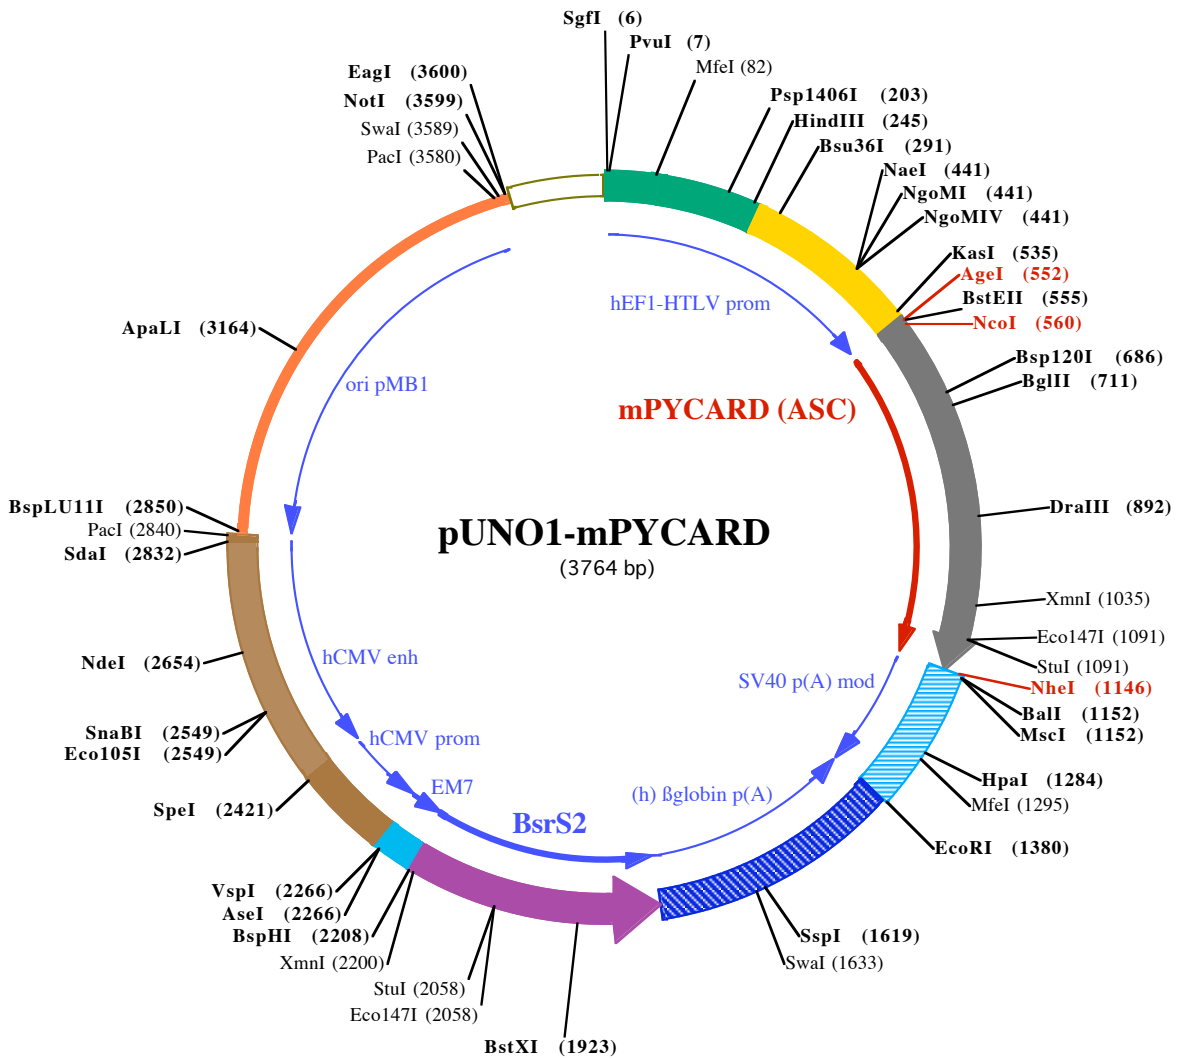 SgfI (6)
PvuI (7)
MfeI (82)
EagI (3600)
NotI (3599)
SwaI (3589)
PacI (3580)
Psp1406I (203)
HindIII (245)
Bsu36I (291)
NaeI (441)
NgoMI (441)
NgoMIV (441)
KasI (535)
AgeI (552)
BstEII (555)
NcoI (560)
hEF1-HTLV prom
ApaLI (3164)
Bsp120I (686)
BglII (711)
ori pMB1
mPYCARD (ASC)
BspLU11I (2850)
PacI (2840)
SdaI (2832)
DraIII (892)
pUNO1-mPYCARD
(3764 bp)
XmnI (1035)
Eco147I (1091)
StuI (1091)
NheI (1146)
BalI (1152)
MscI (1152)
NdeI (2654)
hCMV enh
SV40 p(A) mod
SnaBI (2549)
Eco105I (2549)
hCMV prom
HpaI (1284)
MfeI (1295)
SpeI (2421)
EM7
(h) ßglobin p(A)
BsrS2
EcoRI (1380)
VspI (2266)
AseI (2266)
BspHI (2208)
XmnI (2200)
SspI (1619)
SwaI (1633)
StuI (2058)
Eco147I (2058)
BstXI (1923)